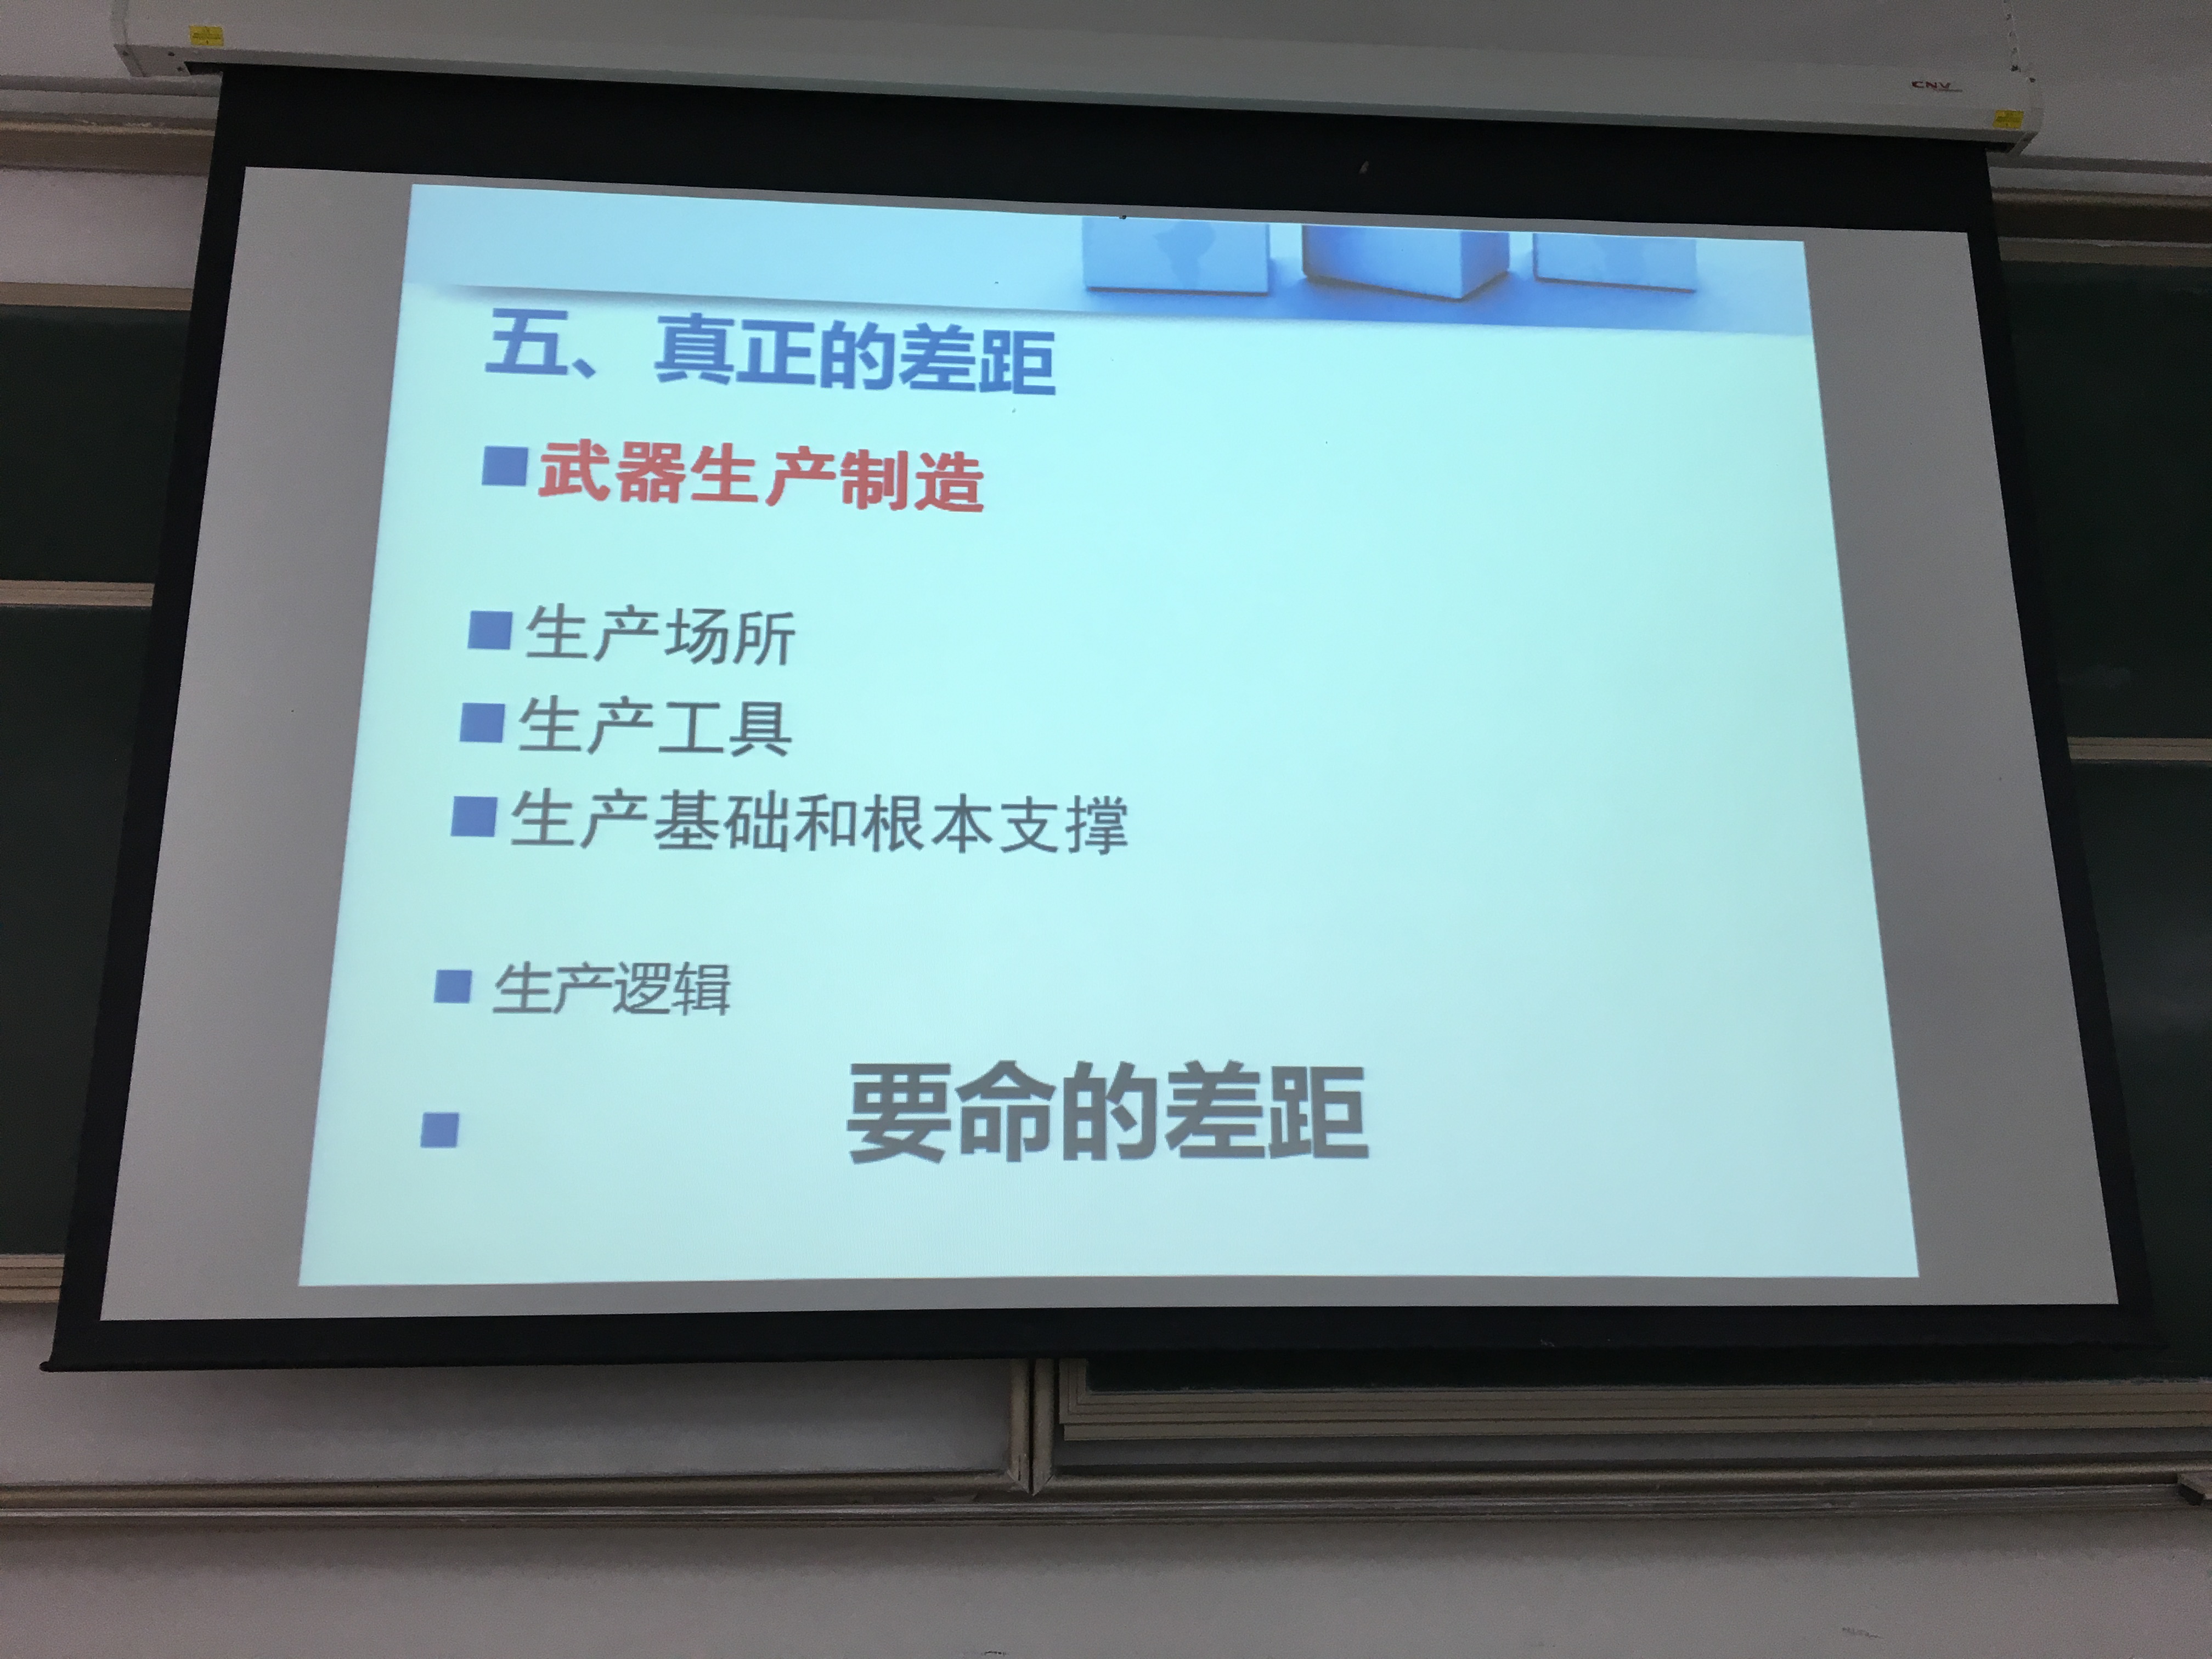 CNV
五、真正的差距
武器生产制造
生产场所
生产工具
生产基础和根本支撑
生产逻辑
要命的差距